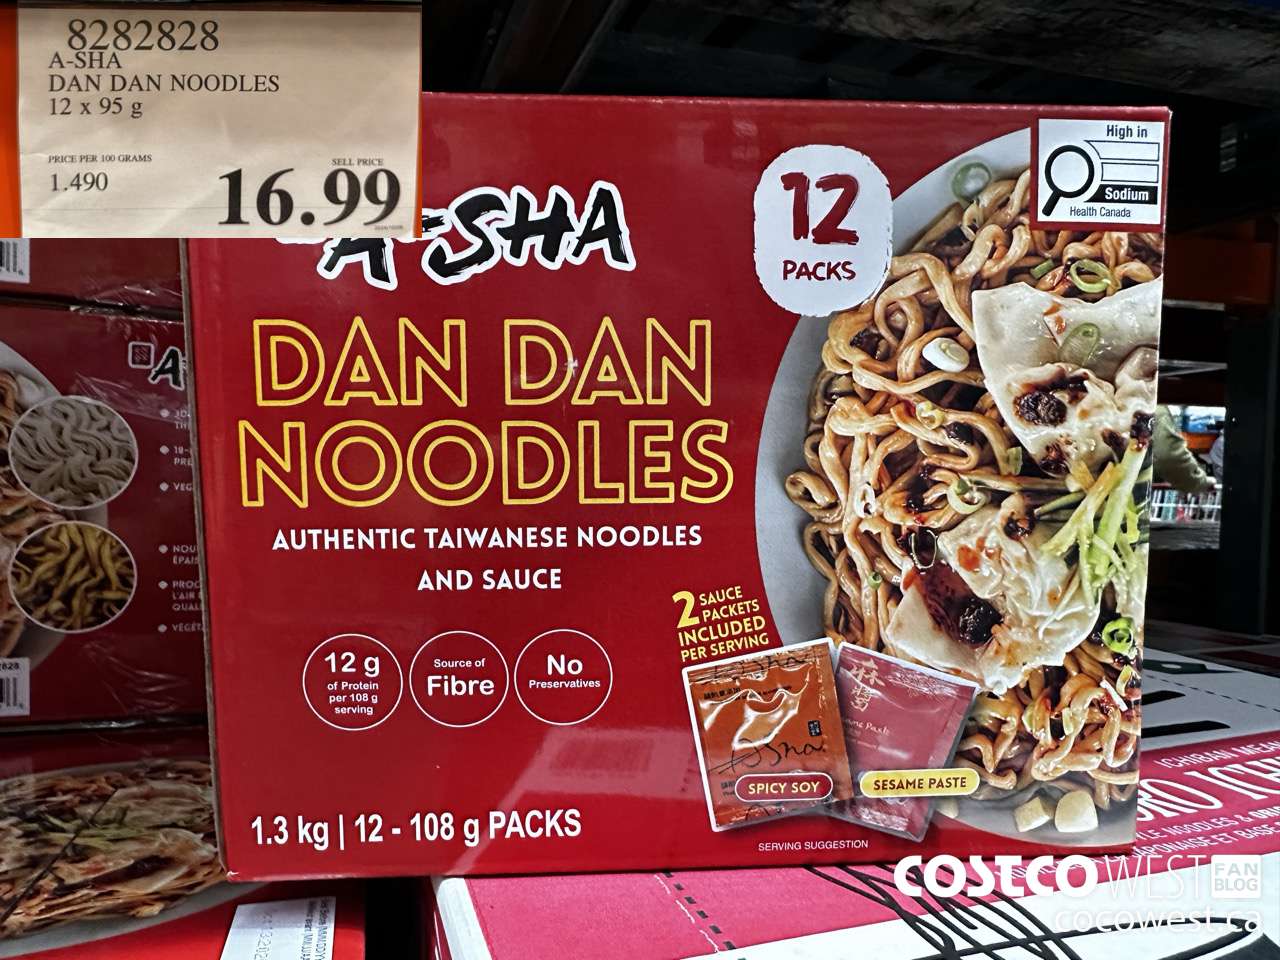 8282828
A-SHA
DAN DAN NOODLES
12 x 95 g
PRICE PER 100 GRAMS
1.490
SELL PRICE
16.99
A-SHA
12
PACKS
High in
Sodium
Health Canada
DAN DAN
NOODLES
AUTHENTIC TAIWANESE NOODLES
AND SAUCE
12 g
of Protein
per 108 g
serving
Source of
Fibre
No
Preservatives
2 SAUCE
PACKETS
INCLUDED
PER SERVING
SPICY SOY
SESAME PASTE
1.3 kg | 12 - 108 g PACKS
SERVING SUGGESTION
ICHIBAN
COSTCO WEST FAN BLOG
cocowest.ca